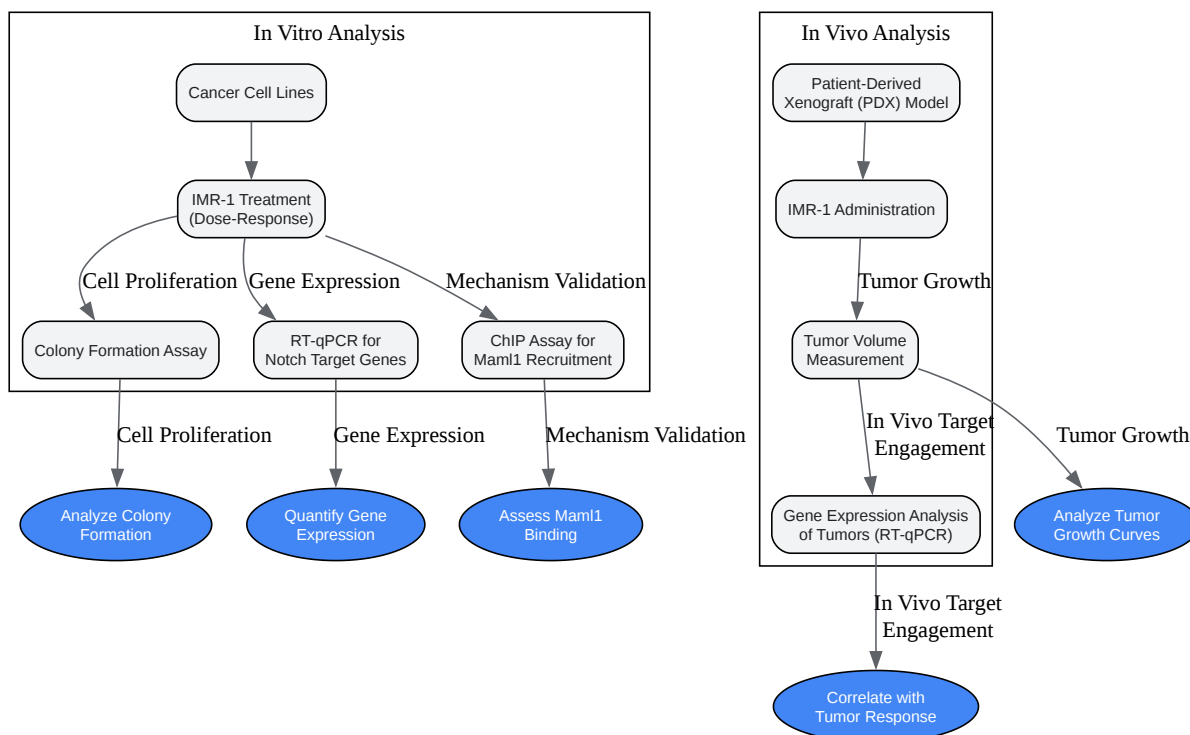 In Vitro Analysis
Cancer Cell Lines
IMR-1 Treatment
(Dose-Response)
Cell Proliferation
Gene Expression
Mechanism Validation
Colony Formation Assay
RT-qPCR for
Notch Target Genes
ChIP Assay for
Maml1 Recruitment
Cell Proliferation
Gene Expression
Mechanism Validation
Analyze Colony
Formation
Quantify Gene
Expression
Assess Maml1
Binding
In Vivo Analysis
Patient-Derived
Xenograft (PDX) Model
IMR-1 Administration
Tumor Growth
Tumor Volume
Measurement
In Vivo Target
Engagement
Tumor Growth
Gene Expression Analysis
of Tumors (RT-qPCR)
Analyze Tumor
Growth Curves
In Vivo Target
Engagement
Correlate with
Tumor Response